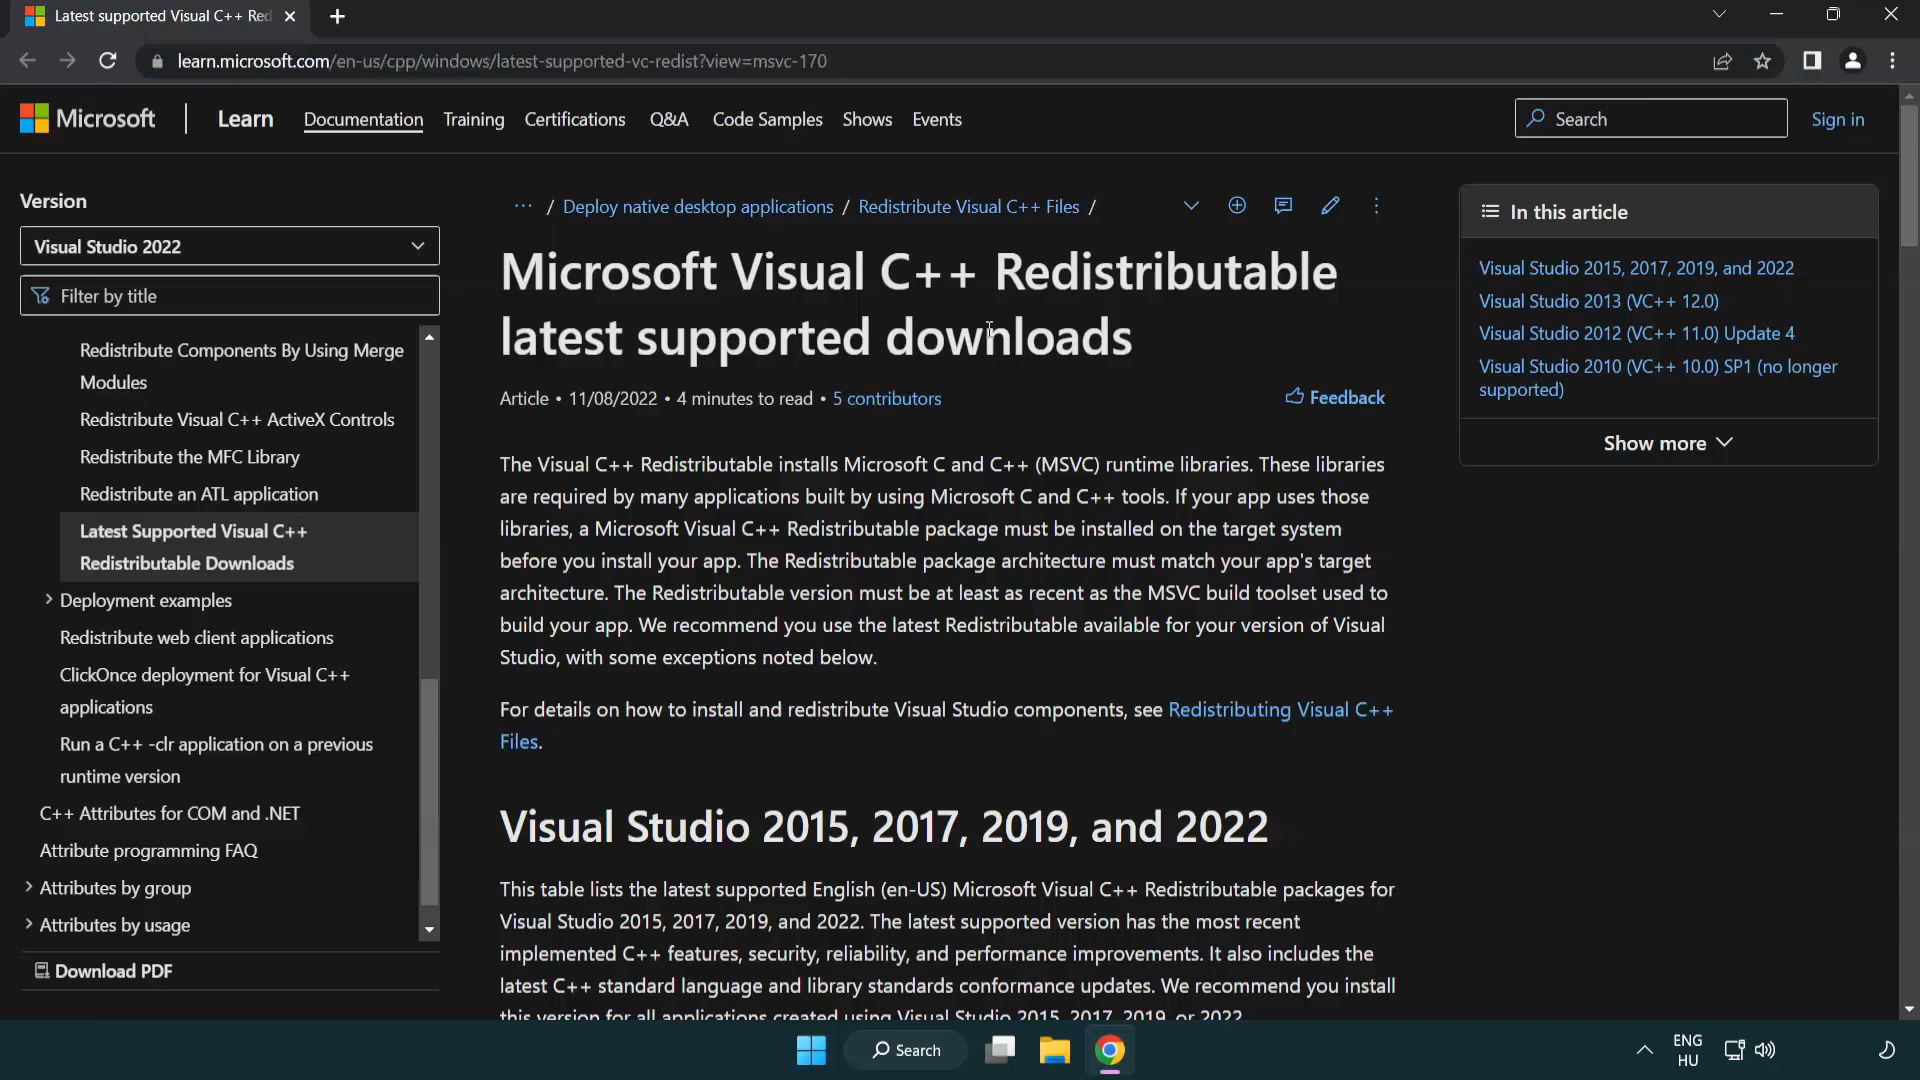 Latest supported Visual C++ Red
learn.microsoft.com/en-us/cpp/windows/latest-supported-vc-redist?view=msvc-170
Microsoft
Learn
Documentation
Training
Certifications
Q&A
Code Samples
Shows
Events
Search
Sign in
Version
Visual Studio 2022
Filter by title
Redistribute Components By Using Merge
Modules
Redistribute Visual C++ ActiveX Controls
Redistribute the MFC Library
Redistribute an ATL application
Latest Supported Visual C++
Redistributable Downloads
Deployment examples
Redistribute web client applications
ClickOnce deployment for Visual C++
applications
Run a C++ -clr application on a previous
runtime version
C++ Attributes for COM and .NET
Attribute programming FAQ
Attributes by group
Attributes by usage
Download PDF
··· / Deploy native desktop applications / Redistribute Visual C++ Files /
Microsoft Visual C++ Redistributable
latest supported downloads
Article • 11/08/2022 • 4 minutes to read • 5 contributors
Feedback
The Visual C++ Redistributable installs Microsoft C and C++ (MSVC) runtime libraries. These libraries
are required by many applications built by using Microsoft C and C++ tools. If your app uses those
libraries, a Microsoft Visual C++ Redistributable package must be installed on the target system
before you install your app. The Redistributable package architecture must match your app's target
architecture. The Redistributable version must be at least as recent as the MSVC build toolset used to
build your app. We recommend you use the latest Redistributable available for your version of Visual
Studio, with some exceptions noted below.
For details on how to install and redistribute Visual Studio components, see Redistributing Visual C++
Files.
Visual Studio 2015, 2017, 2019, and 2022
This table lists the latest supported English (en-US) Microsoft Visual C++ Redistributable packages for
Visual Studio 2015, 2017, 2019, and 2022. The latest supported version has the most recent
implemented C++ features, security, reliability, and performance improvements. It also includes the
latest C++ standard language and library standards conformance updates. We recommend you install
this version for all applications created using Visual Studio 2015, 2017, 2019, or 2022.
In this article
Visual Studio 2015, 2017, 2019, and 2022
Visual Studio 2013 (VC++ 12.0)
Visual Studio 2012 (VC++ 11.0) Update 4
Visual Studio 2010 (VC++ 10.0) SP1 (no longer
supported)
Show more
Search
ENG
HU